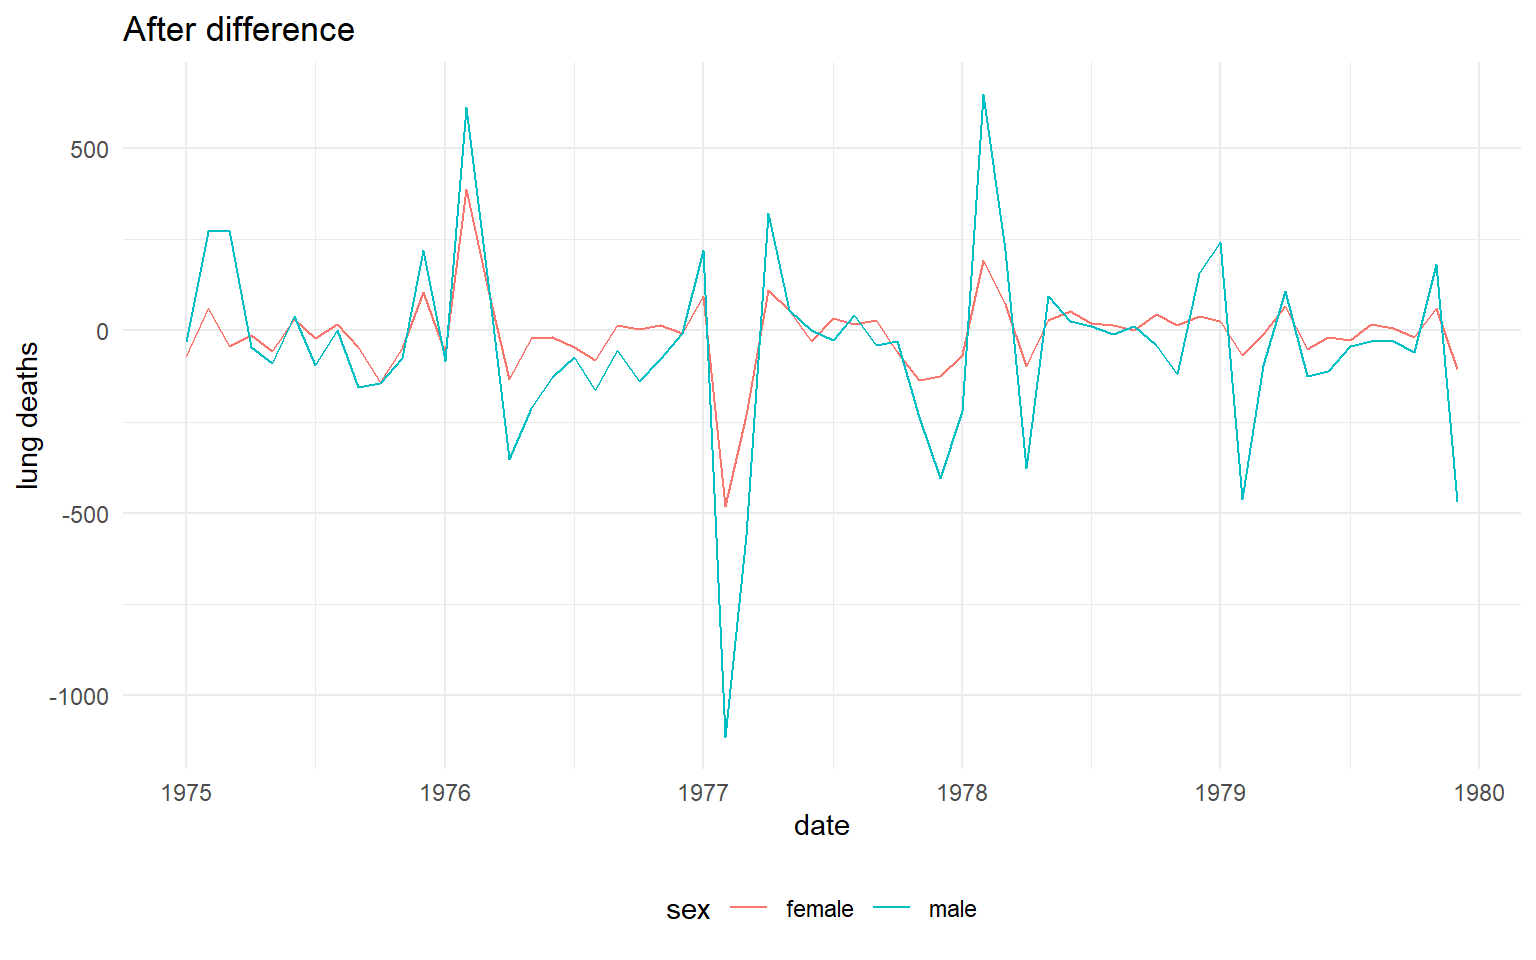 After difference
lung deaths
500
0
-500
-1000
1975 1976 1977 1978 1979 1980
date
sex female male